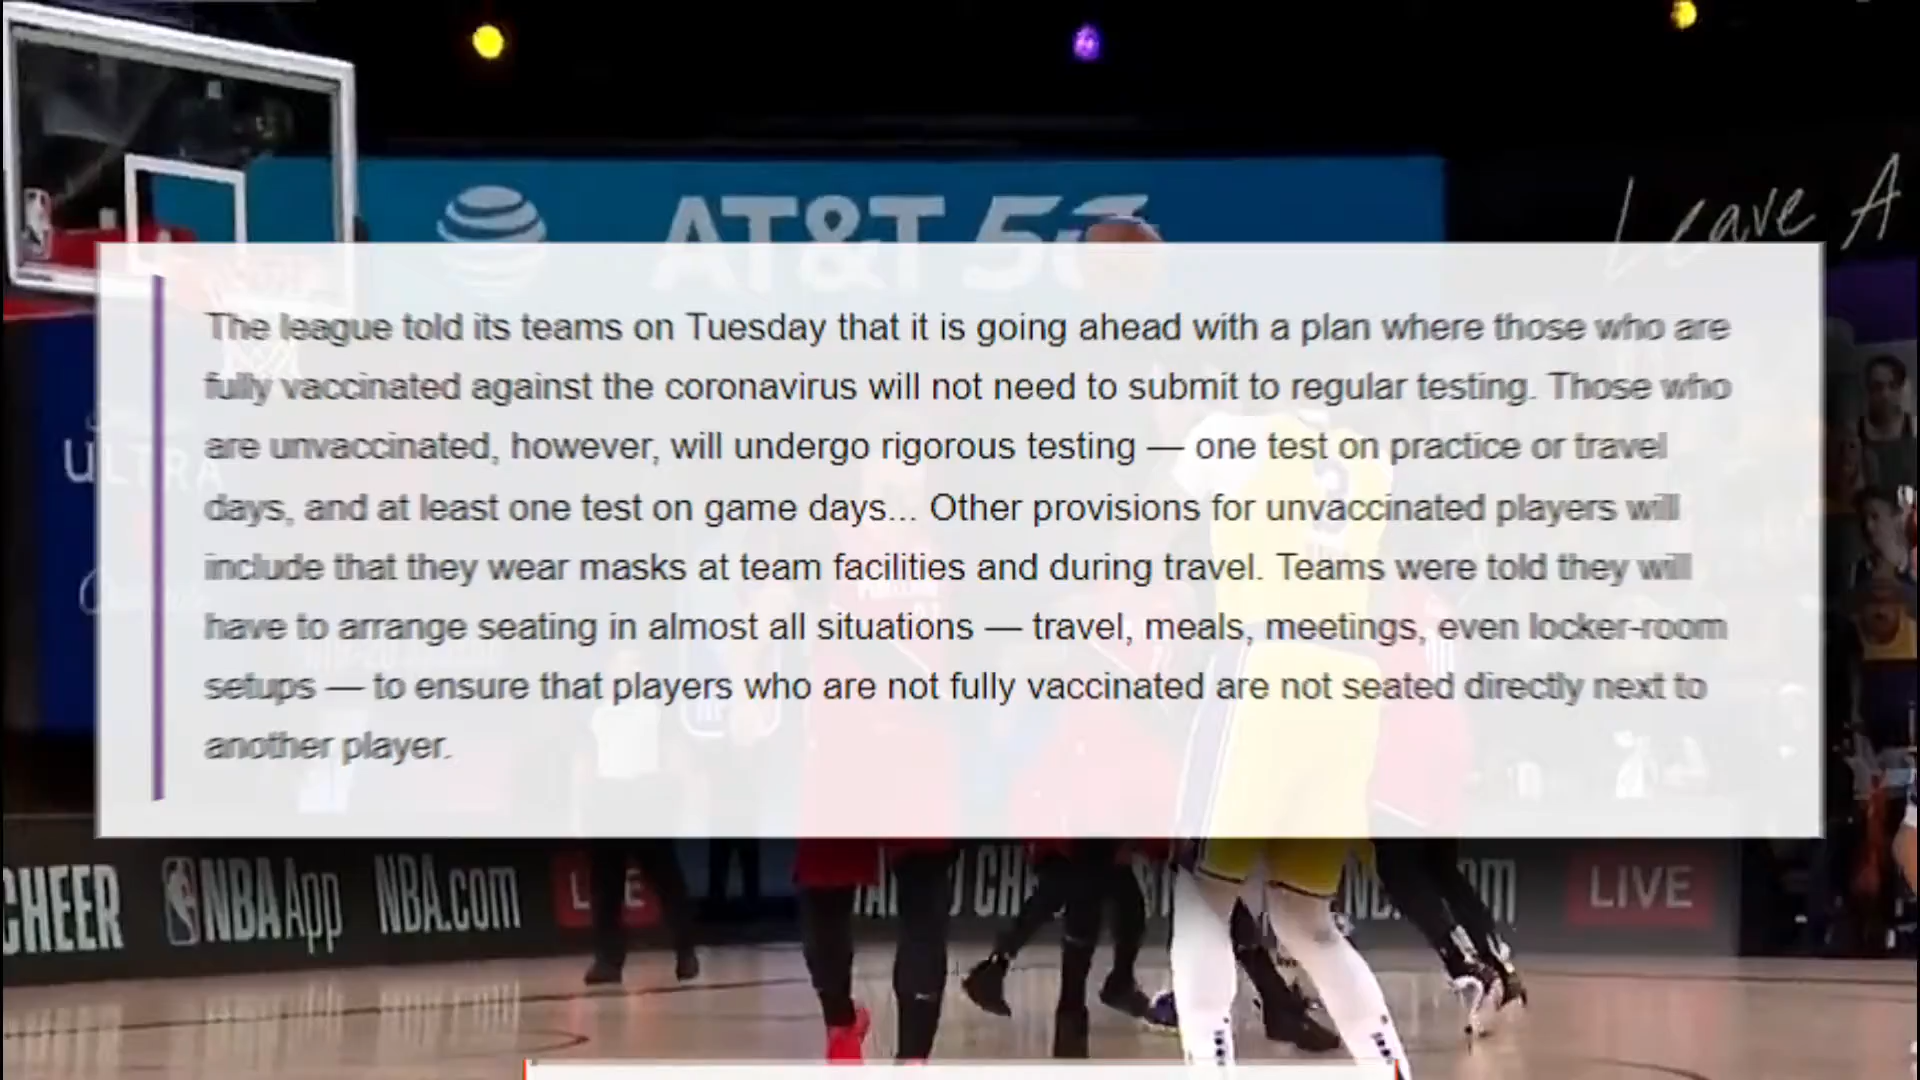 AT&T 5G
Leave A
The league told its teams on Tuesday that it is going ahead with a plan where those who are
fully vaccinated against the coronavirus will not need to submit to regular testing. Those who
are unvaccinated, however, will undergo rigorous testing — one test on practice or travel
days, and at least one test on game days... Other provisions for unvaccinated players will
include that they wear masks at team facilities and during travel. Teams were told they will
have to arrange seating in almost all situations — travel, meals, meetings, even locker-room
setups — to ensure that players who are not fully vaccinated are not seated directly next to
another player.
ULTRA
CHEER NBA App NBA.com LIVE
LIVE